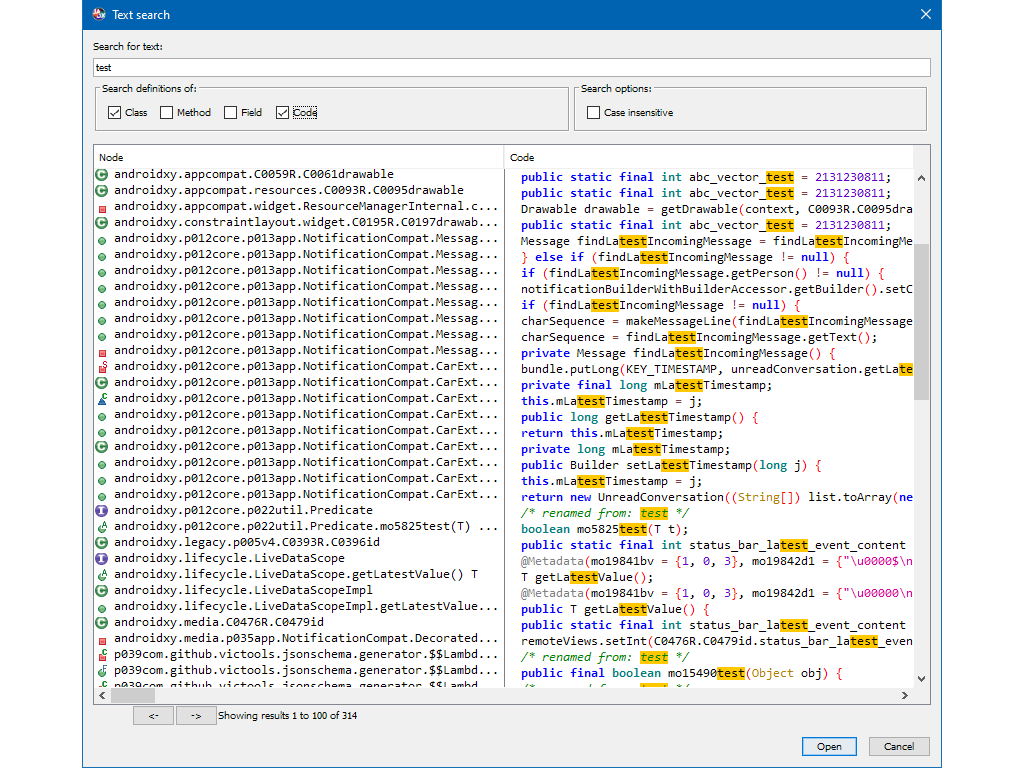 Text search
Search for text:
test
Search definitions of:
Search options:
Class Method Field Code
Case insensitive
Node Code
androidxy.appcompat.C0059R.C0061drawable public static final int abc_vector_test = 2131230811;
androidxy.appcompat.resources.C0093R.C0095drawable public static final int abc_vector_test = 2131230811;
androidxy.appcompat.widget.ResourceManagerInternal.c... Drawable drawable = getDrawable(context, C0093R.C0095dra
androidxy.constraintlayout.widget.C0195R.C0197drawab... public static final int abc_vector_test = 2131230811;
androidxy.p012core.p013app.NotificationCompat.Messag... Message findLatestIncomingMessage = findLatestIncomingMe
androidxy.p012core.p013app.NotificationCompat.Messag... } else if (findLatestIncomingMessage != null) {
androidxy.p012core.p013app.NotificationCompat.Messag... if (findLatestIncomingMessage.getPerson() != null) {
androidxy.p012core.p013app.NotificationCompat.Messag... notificationBuilderWithBuilderAccessor.getBuilder().setC
androidxy.p012core.p013app.NotificationCompat.Messag... if (findLatestIncomingMessage != null) {
androidxy.p012core.p013app.NotificationCompat.Messag... charSequence = makeMessageLine(findLatestIncomingMessage
androidxy.p012core.p013app.NotificationCompat.Messag... charSequence = findLatestIncomingMessage.getText();
androidxy.p012core.p013app.NotificationCompat.Messag... private Message findLatestIncomingMessage() {
androidxy.p012core.p013app.NotificationCompat.CarExt... bundle.putLong(KEY_TIMESTAMP, unreadConversation.getLate
androidxy.p012core.p013app.NotificationCompat.CarExt... private final long mLatestTimestamp;
androidxy.p012core.p013app.NotificationCompat.CarExt... this.mLatestTimestamp = j;
androidxy.p012core.p013app.NotificationCompat.CarExt... public long getLatestTimestamp() {
androidxy.p012core.p013app.NotificationCompat.CarExt... return this.mLatestTimestamp;
androidxy.p012core.p013app.NotificationCompat.CarExt... private long mLatestTimestamp;
androidxy.p012core.p013app.NotificationCompat.CarExt... public Builder setLatestTimestamp(long j) {
androidxy.p012core.p013app.NotificationCompat.CarExt... this.mLatestTimestamp = j;
androidxy.p012core.p013app.NotificationCompat.CarExt... return new UnreadConversation((String[]) list.toArray(ne
androidxy.p012core.p022util.Predicate /* renamed from: test */
androidxy.p012core.p022util.Predicate.mo5825test(T) ... boolean mo5825test(T t);
androidxy.legacy.p005v4.C0393R.C0396id public static final int status_bar_latest_event_content
androidxy.lifecycle.LiveDataScope @Metadata(mo19841bv = {1, 0, 3}, mo19842d1 = {"\u0000$\n
androidxy.lifecycle.LiveDataScope.getLatestValue() T T getLatestValue();
androidxy.lifecycle.LiveDataScopeImpl @Metadata(mo19841bv = {1, 0, 3}, mo19842d1 = {"\u00000\n
androidxy.lifecycle.LiveDataScopeImpl.getLatestValue... public T getLatestValue() {
androidxy.media.C0476R.C0479id public static final int status_bar_latest_event_content
androidxy.media.p035app.NotificationCompat.Decorated... remoteViews.setInt(C0476R.C0479id.status_bar_latest_even
p039com.github.victools.jsonschema.generator.$$Lambd... /* renamed from: test */
p039com.github.victools.jsonschema.generator.$$Lambd... public final boolean mo15490test(Object obj) {
p039com.github.victools.jsonschema.generator.$$Lambd...
<- -> Showing results 1 to 100 of 314
Open Cancel